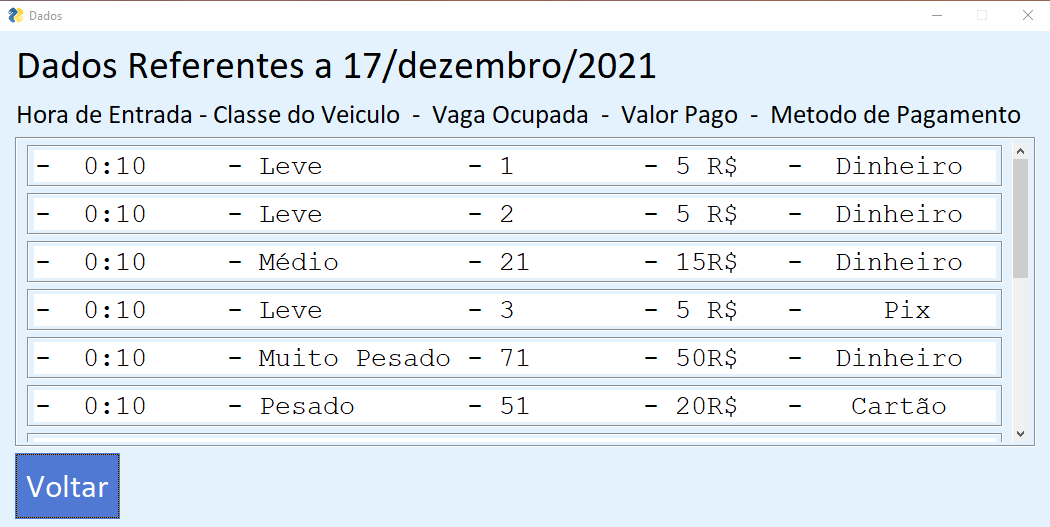 Dados
Dados Referentes a 17/dezembro/2021
Hora de Entrada - Classe do Veiculo - Vaga Ocupada - Valor Pago - Metodo de Pagamento
- 0:10 - Leve - 1 - 5 R$ - Dinheiro
- 0:10 - Leve - 2 - 5 R$ - Dinheiro
- 0:10 - Médio - 21 - 15R$ - Dinheiro
- 0:10 - Leve - 3 - 5 R$ - Pix
- 0:10 - Muito Pesado - 71 - 50R$ - Dinheiro
- 0:10 - Pesado - 51 - 20R$ - Cartão
Voltar